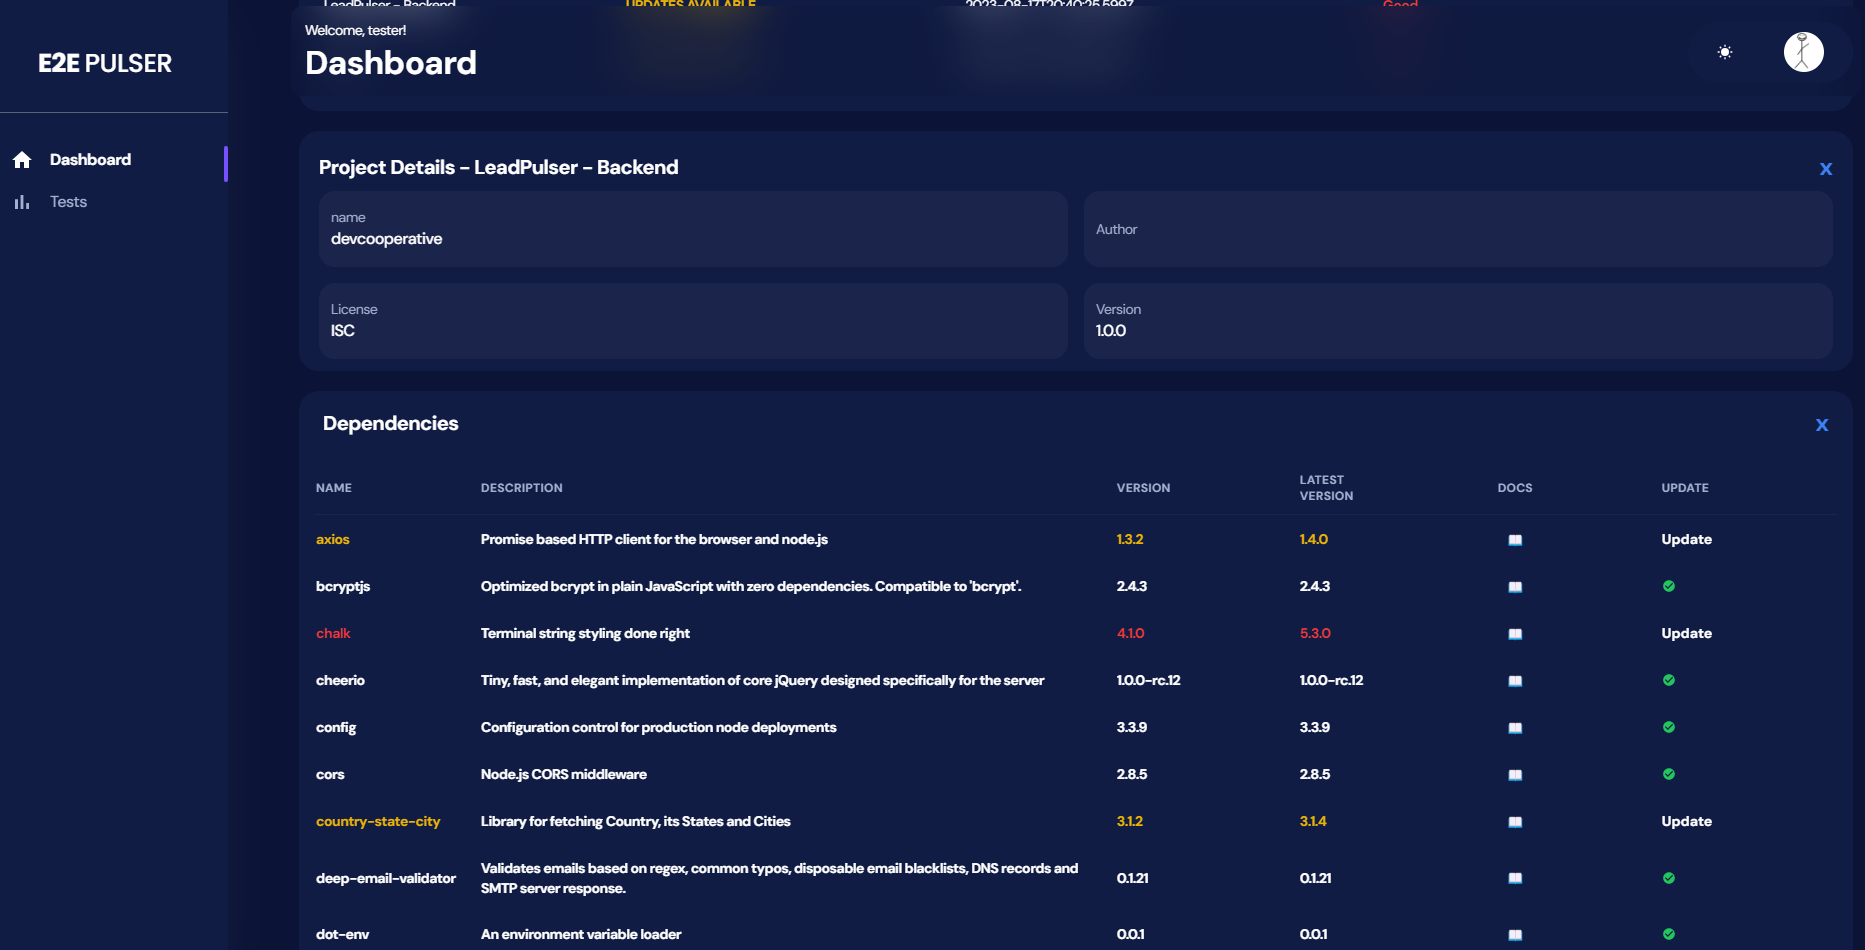 LeadPulser - Backend UPDATES AVAILABLE 2023-08-17T20:40:25.599Z Good
Welcome, tester!
Dashboard
E2E PULSER
Dashboard
Tests
Project Details - LeadPulser - Backend X
name
devcooperative
Author
License
ISC
Version
1.0.0
Dependencies X
NAME DESCRIPTION VERSION LATEST VERSION DOCS UPDATE
axios Promise based HTTP client for the browser and node.js 1.3.2 1.4.0 Update
bcryptjs Optimized bcrypt in plain JavaScript with zero dependencies. Compatible to 'bcrypt'. 2.4.3 2.4.3
chalk Terminal string styling done right 4.1.0 5.3.0 Update
cheerio Tiny, fast, and elegant implementation of core jQuery designed specifically for the server 1.0.0-rc.12 1.0.0-rc.12
config Configuration control for production node deployments 3.3.9 3.3.9
cors Node.js CORS middleware 2.8.5 2.8.5
country-state-city Library for fetching Country, its States and Cities 3.1.2 3.1.4 Update
deep-email-validator Validates emails based on regex, common typos, disposable email blacklists, DNS records and
SMTP server response. 0.1.21 0.1.21
dot-env An environment variable loader 0.0.1 0.0.1